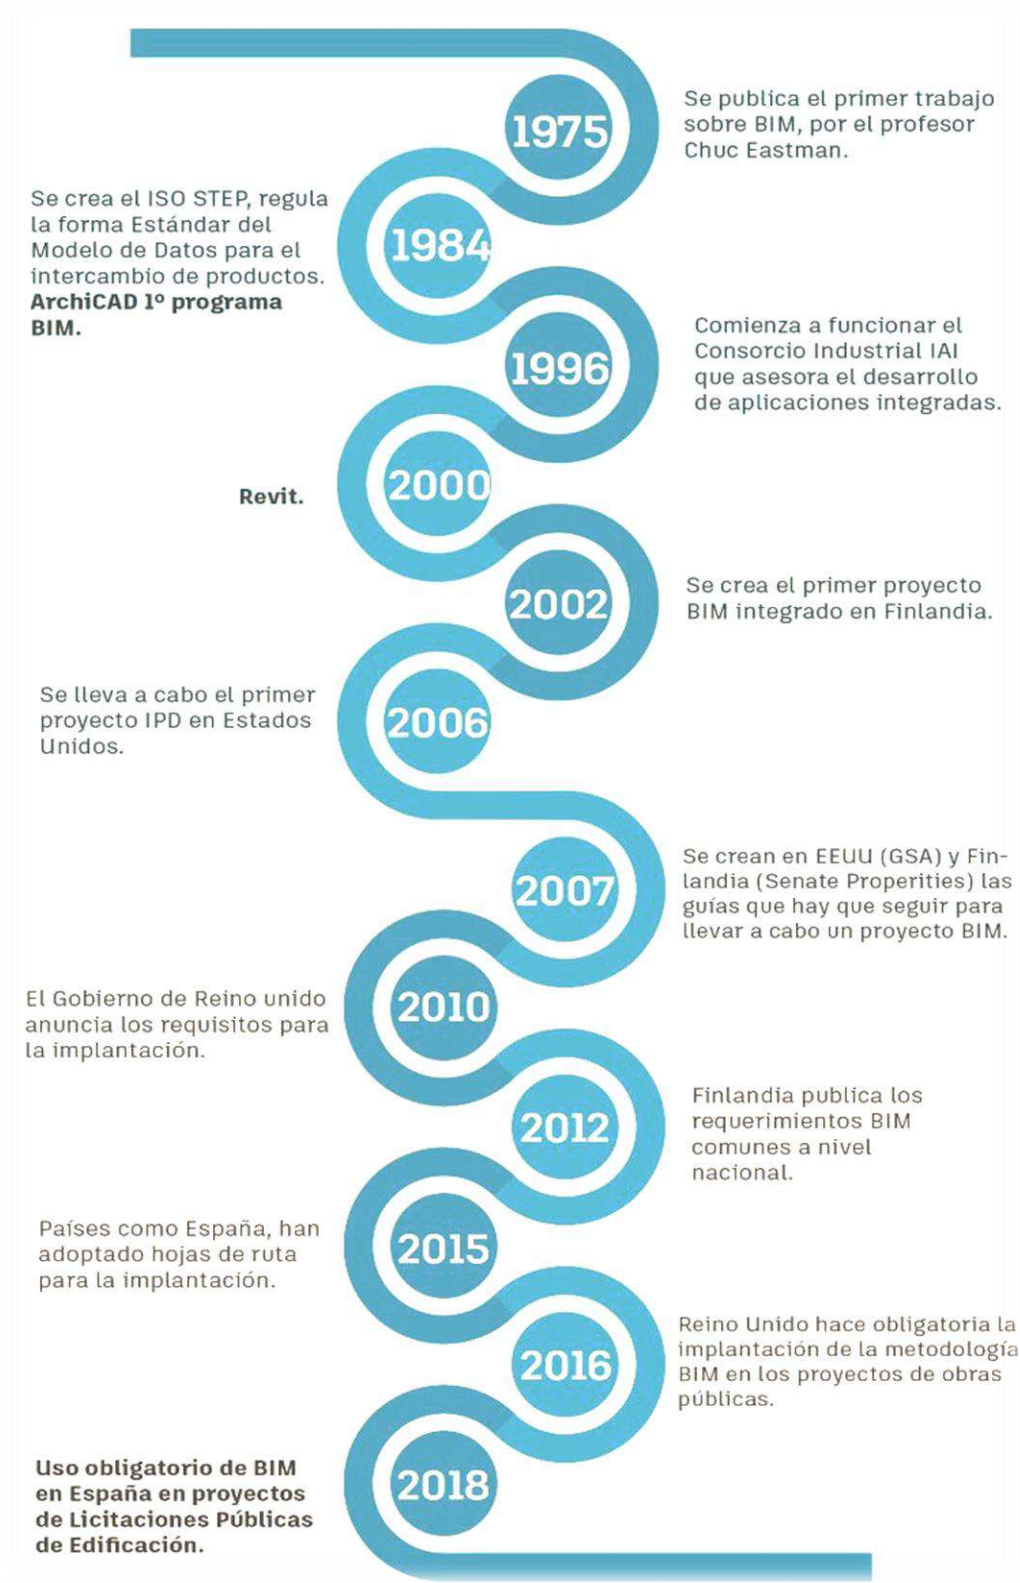 1975
Se publica el primer trabajo
sobre BIM, por el profesor
Chuc Eastman.
Se crea el ISO STEP, regula
la forma Estándar del
Modelo de Datos para el
intercambio de productos.
ArchiCAD 1º programa
BIM.
1984
1996
Comienza a funcionar el
Consorcio Industrial IAI
que asesora el desarrollo
de aplicaciones integradas.
Revit.
2000
2002
Se crea el primer proyecto
BIM integrado en Finlandia.
Se lleva a cabo el primer
proyecto IPD en Estados
Unidos.
2006
2007
Se crean en EEUU (GSA) y Fin-
landia (Senate Properities) las
guías que hay que seguir para
llevar a cabo un proyecto BIM.
El Gobierno de Reino unido
anuncia los requisitos para
la implantación.
2010
2012
Finlandia publica los
requerimientos BIM
comunes a nivel
nacional.
Países como España, han
adoptado hojas de ruta
para la implantación.
2015
2016
Reino Unido hace obligatoria la
implantación de la metodología
BIM en los proyectos de obras
públicas.
Uso obligatorio de BIM
en España en proyectos
de Licitaciones Públicas
de Edificación.
2018